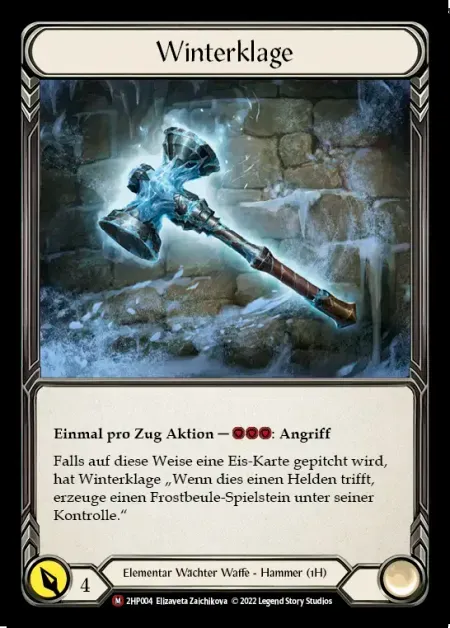 Winterklage
Einmal pro Zug Aktion — : Angriff
Falls auf diese Weise eine Eis-Karte gepitcht wird,
hat Winterklage „Wenn dies einen Helden trifft,
erzeuge einen Frostbeule-Spielstein unter seiner
Kontrolle.“
4
Elementar Wächter Waffe - Hammer (1H)
M 2HP004 Elizaveta Zaichikova © 2022 Legend Story Studios